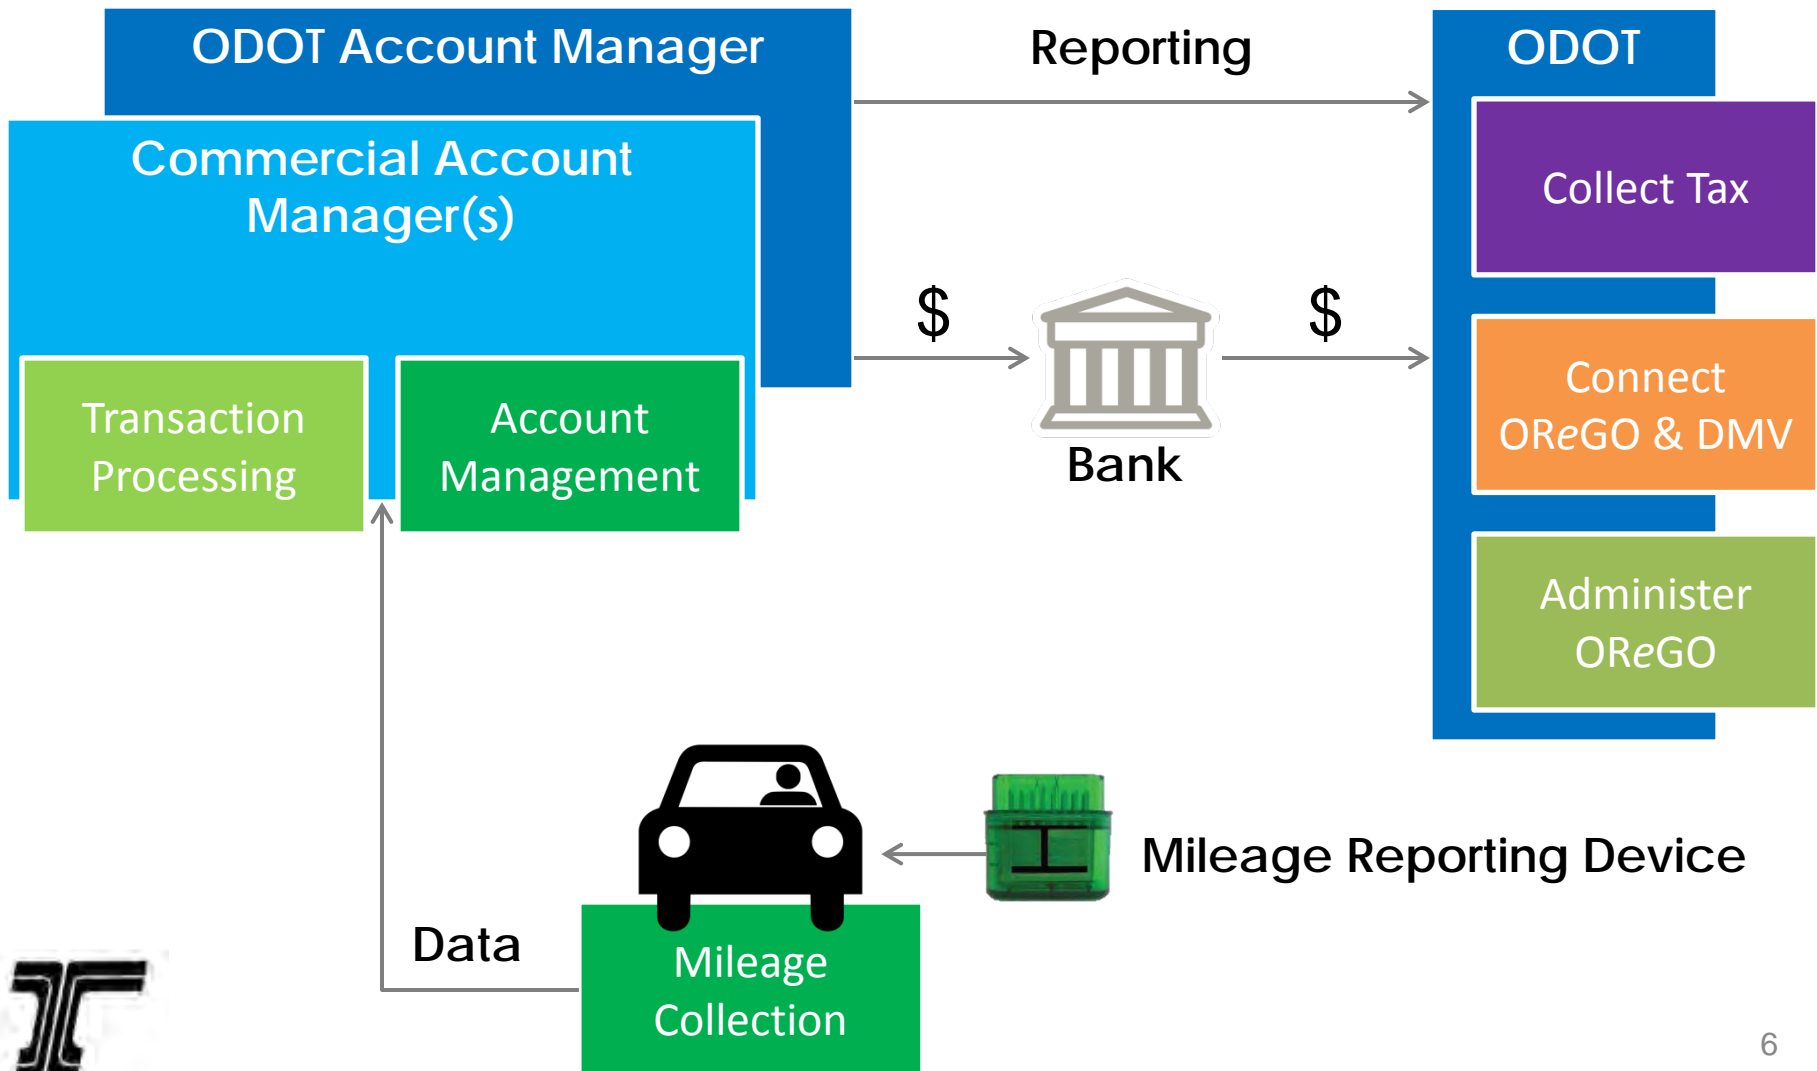 ODOT Account Manager
Reporting
ODOT
Commercial Account
Manager(s)
Collect Tax
$
$
Transaction
Processing
Account
Management
Bank
Connect
OReGO & DMV
Administer
OReGO
Mileage Reporting Device
Data
Mileage
Collection
6